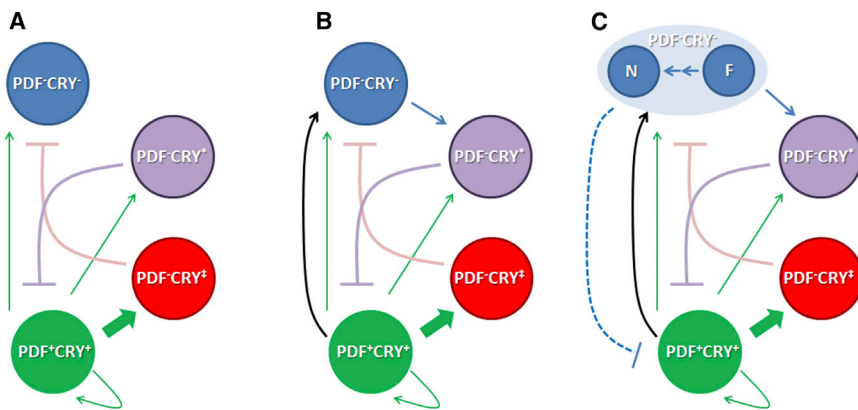 A
PDF⁻CRY⁻
PDF⁻CRY*
PDF⁻CRY‡
PDF⁺CRY⁺
B
PDF⁻CRY⁻
PDF⁻CRY*
PDF⁻CRY‡
PDF⁺CRY⁺
C
PDF⁻CRY⁻
N
F
PDF⁻CRY*
PDF⁻CRY‡
PDF⁺CRY⁺